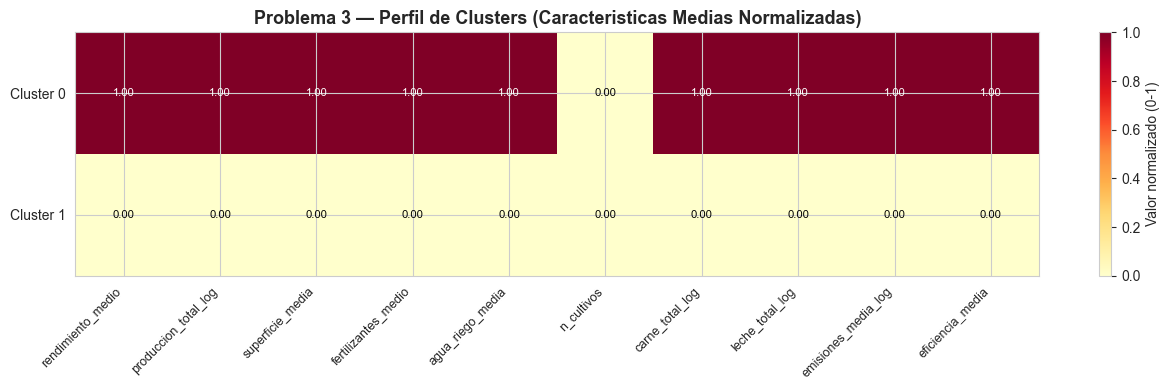 Problema 3 — Perfil de Clusters (Caracteristicas Medias Normalizadas)
Cluster 0
1.00 1.00 1.00 1.00 1.00 0.00 1.00 1.00 1.00 1.00
Cluster 1
0.00 0.00 0.00 0.00 0.00 0.00 0.00 0.00 0.00 0.00
rendimiento_medio
produccion_total_log
superficie_media
fertilizantes_medio
agua_riego_media
n_cultivos
carne_total_log
leche_total_log
emisiones_media_log
eficiencia_media
1.0
0.8
0.6
0.4
0.2
0.0
Valor normalizado (0-1)